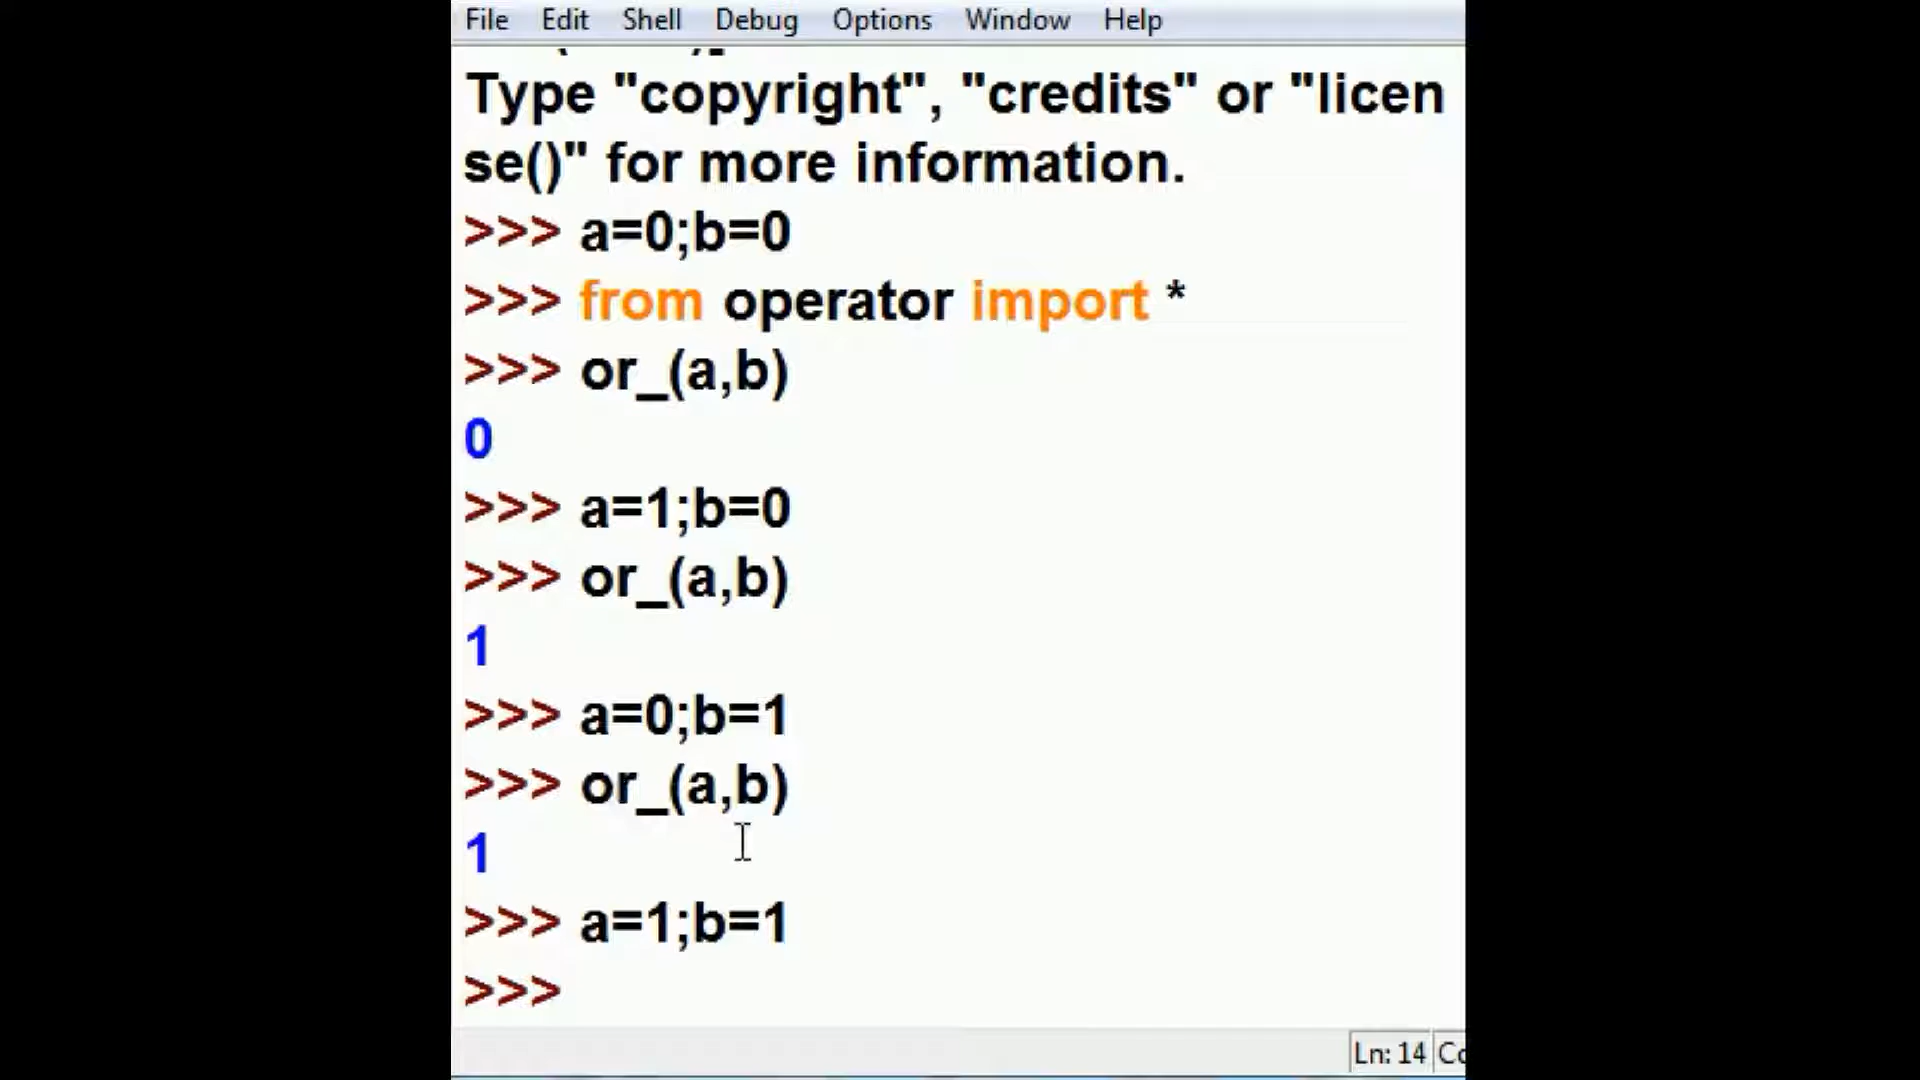 File Edit Shell Debug Options Window Help
Type "copyright", "credits" or "licen
se()" for more information.
>>> a=0;b=0
>>> from operator import *
>>> or_(a,b)
0
>>> a=1;b=0
>>> or_(a,b)
1
>>> a=0;b=1
>>> or_(a,b)
1
>>> a=1;b=1
>>>
Ln: 14